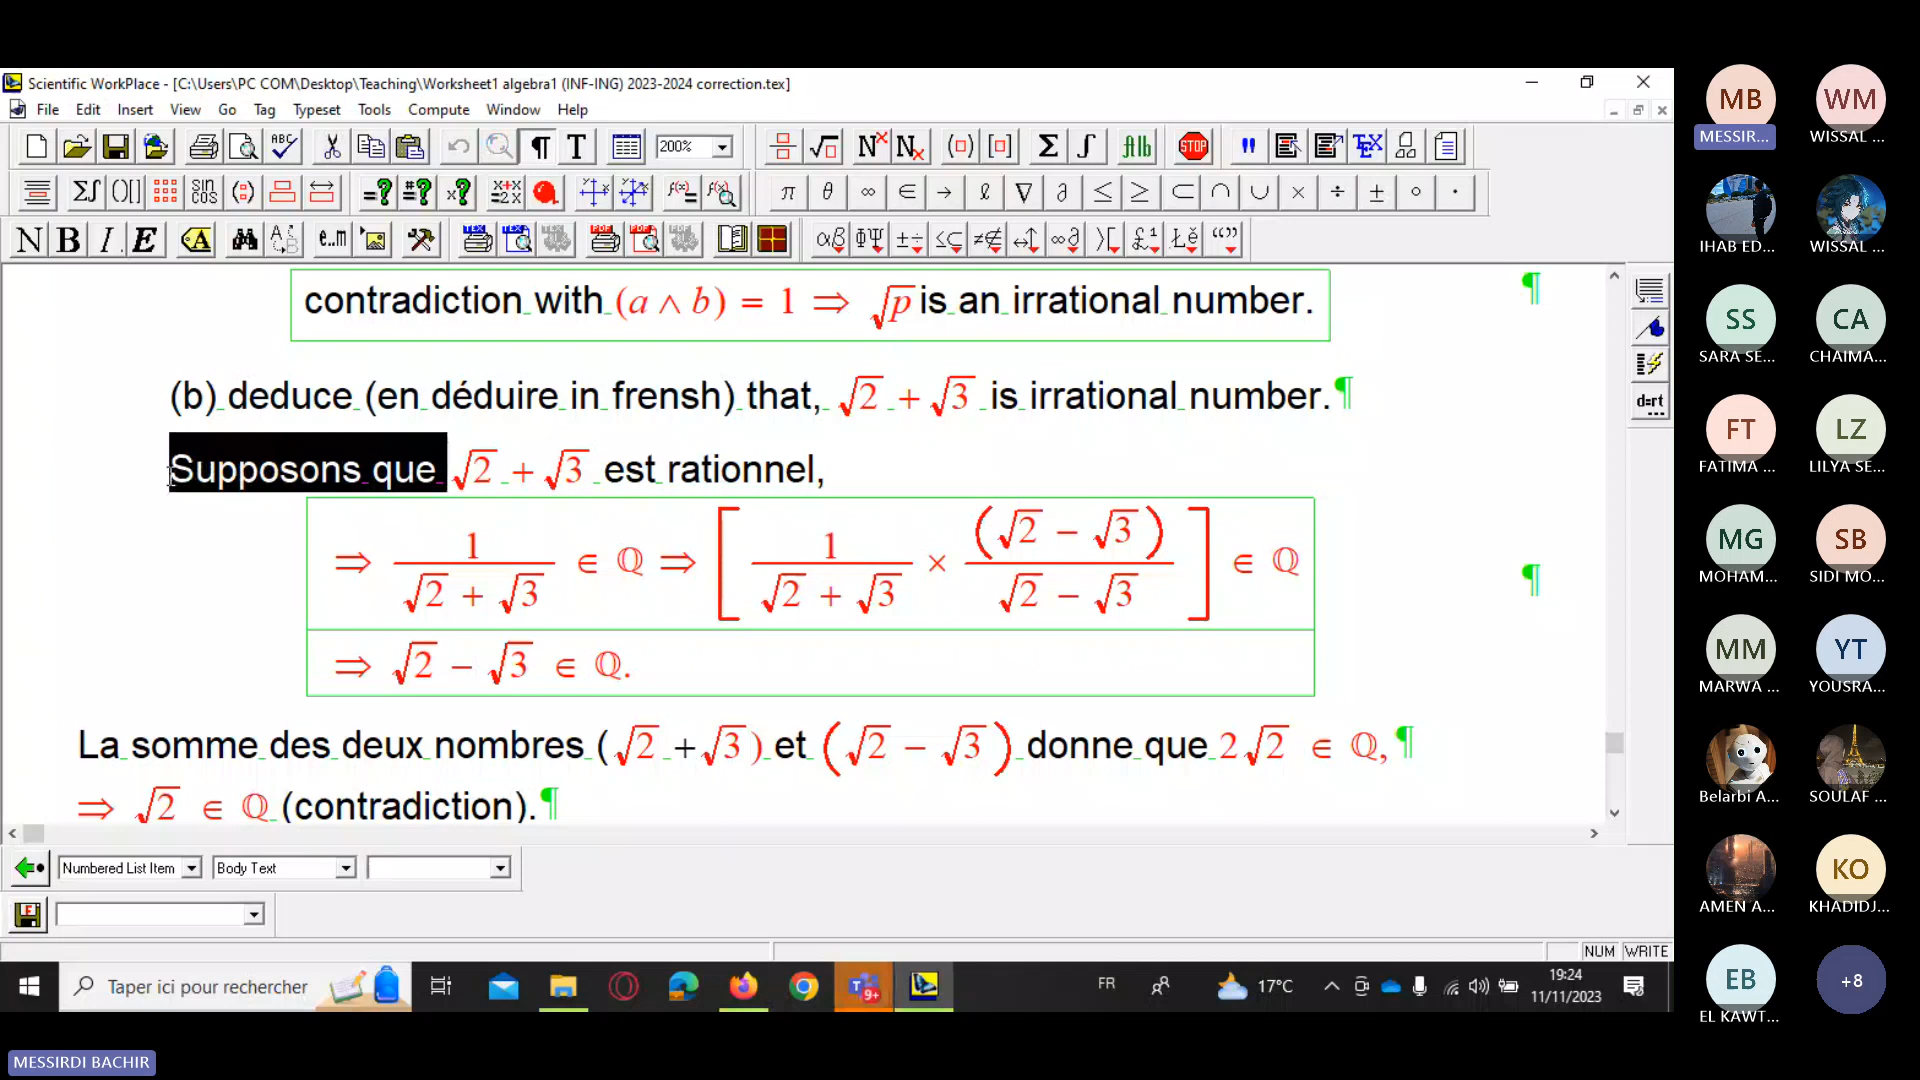 Scientific WorkPlace - [C:\Users\PC COM\Desktop\Teaching\Worksheet1 algebra1 (INF-ING) 2023-2024 correction.tex]
File Edit Insert View Go Tag Typeset Tools Compute Window Help
200%
STOP
N B I E
contradiction with (a ∧ b) = 1 ⇒ √p is an irrational number.
(b) deduce (en déduire in frensh) that, √2 + √3 is irrational number.
Supposons que √2 + √3 est rationnel,
⇒ 1/(√2 + √3) ∈ ℚ ⇒ [1/(√2 + √3) × (√2 − √3)/(√2 − √3)] ∈ ℚ
⇒ √2 − √3 ∈ ℚ.
La somme des deux nombres (√2 +√3) et (√2 − √3) donne que 2√2 ∈ ℚ,
⇒ √2 ∈ ℚ (contradiction).
Numbered List Item Body Text
NUM WRITE
Taper ici pour rechercher
9+
FR
17°C
19:24
11/11/2023
MESSIRDI BACHIR
MB WM
MESSIR... WISSAL ...
IHAB ED... WISSAL ...
SS CA
SARA SE... CHAIMA...
FT LZ
FATIMA ... LILYA SE...
MG SB
MOHAM... SIDI MO...
MM YT
MARWA ... YOUSRA...
Belarbi A... SOULAF ...
KO
AMEN A... KHADIDJ...
EB +8
EL KAWT...